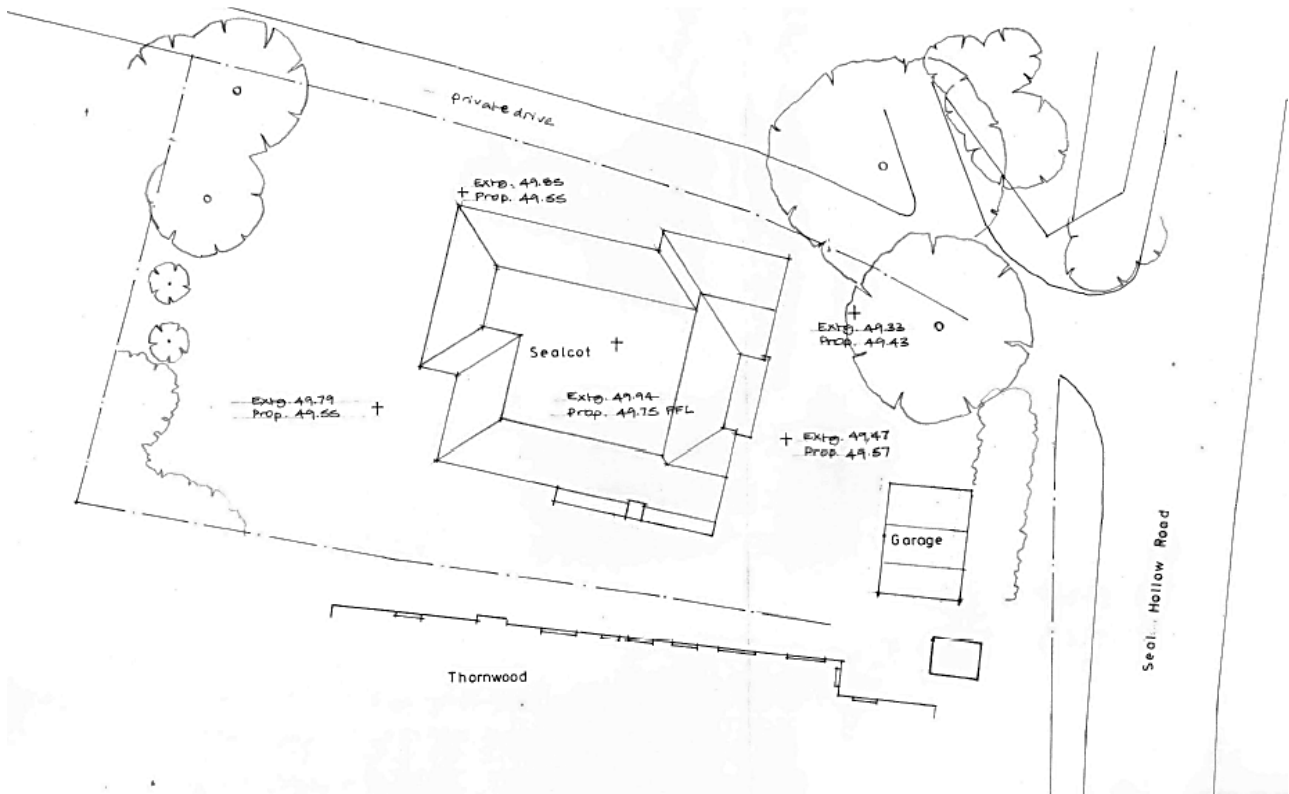 private drive
Extg. 49.85
Prop. 49.55
Extg. 49.33
Prop. 49.43
Sealcot
Extg. 49.79
Prop. 49.55
Extg. 49.94
Prop. 49.75 FFL
Extg. 49.47
Prop. 49.57
Garage
Seal Hollow Road
Thornwood